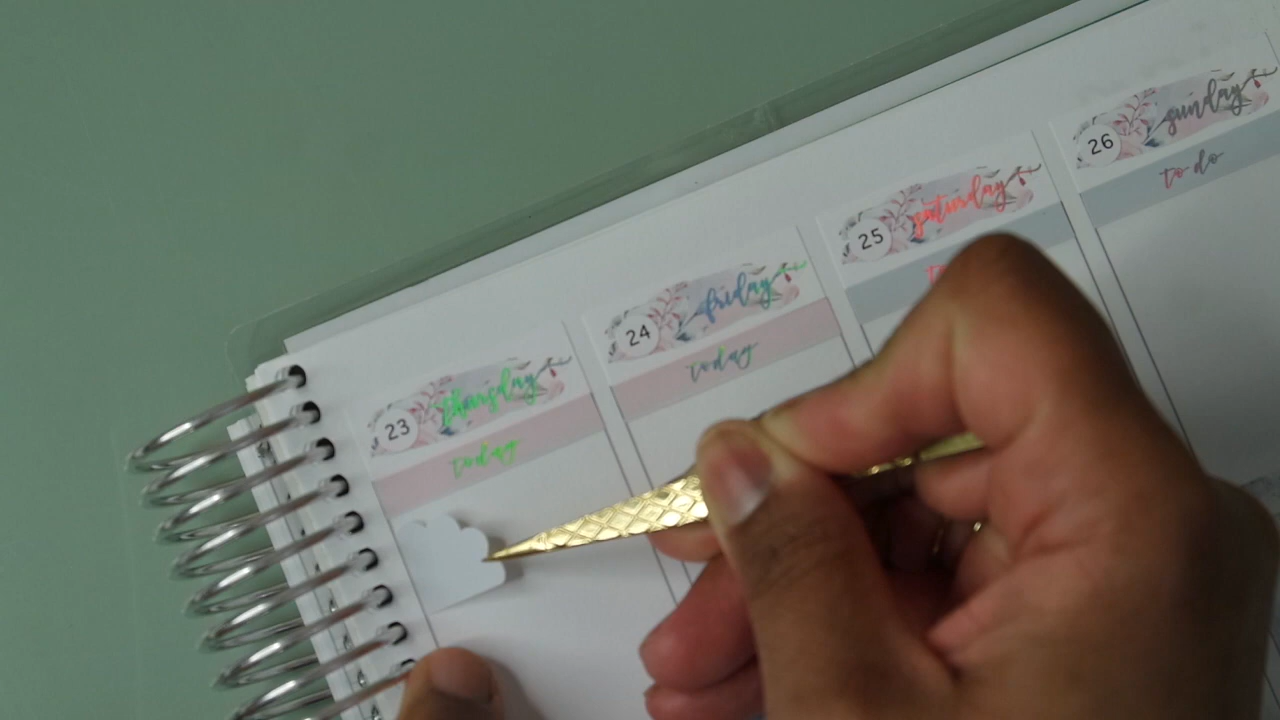 23 thursday
today
24 friday
today
25 saturday
26 sunday
to do